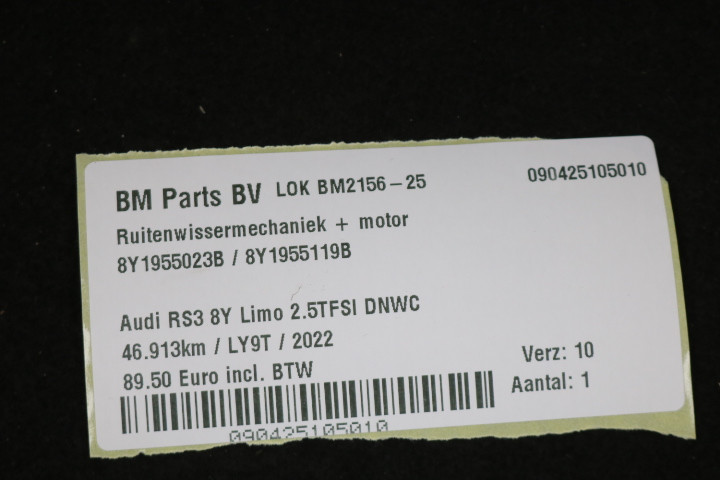 BM Parts BV LOK BM2156-25 090425105010
Ruitenwissermechaniek + motor
8Y1955023B / 8Y1955119B
Audi RS3 8Y Limo 2.5TFSI DNWC
46.913km / LY9T / 2022
89.50 Euro incl. BTW
Verz: 10
Aantal: 1
090425105010